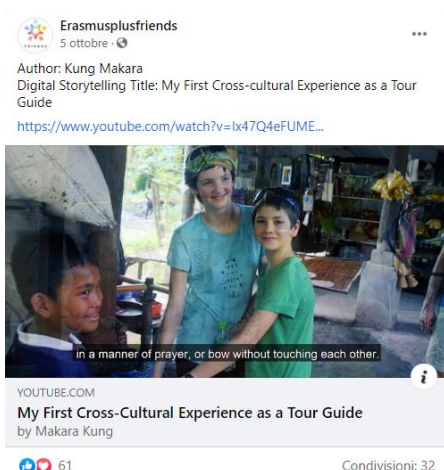 Erasmusplusfriends
5 ottobre ·
Author: Kung Makara
Digital Storytelling Title: My First Cross-cultural Experience as a Tour
Guide
https://www.youtube.com/watch?v=Ix47Q4eFUME...
in a manner of prayer, or bow without touching each other.
YOUTUBE.COM
My First Cross-Cultural Experience as a Tour Guide
by Makara Kung
61
Condivisioni: 32